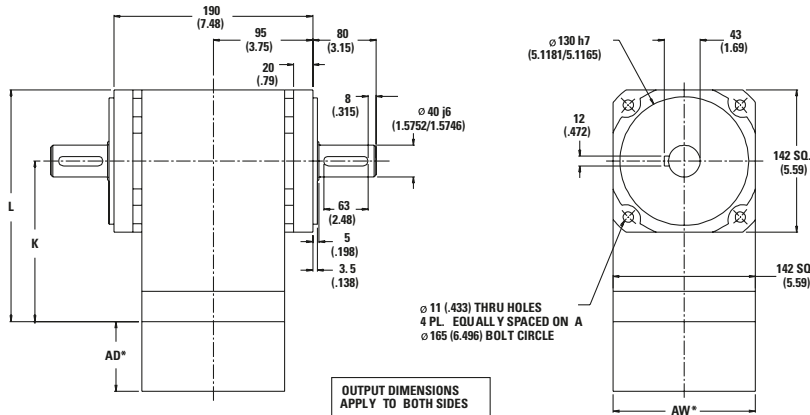 190
(7.48)
95
(3.75)
80
(3.15)
20
(.79)
8
(.315)
Ø 40 j6
(1.5752/1.5746)
L
K
63
(2.48)
5
(.198)
3.5
(.138)
AD*
OUTPUT DIMENSIONS
APPLY TO BOTH SIDES
Ø 130 h7
(5.1181/5.1165)
43
(1.69)
12
(.472)
142 SQ.
(5.59)
142 SQ
(5.59)
Ø 11 (.433) THRU HOLES
4 PL. EQUALLY SPACED ON A
Ø 165 (6.496) BOLT CIRCLE
AW*